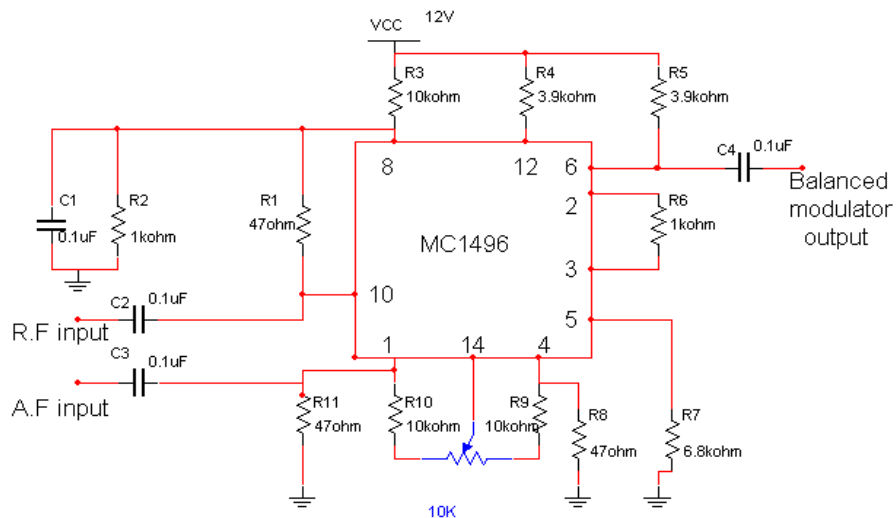 VCC
12V
R3
10kohm
R4
3.9kohm
R5
3.9kohm
C4
0.1uF
8
12
6
C1
0.1uF
R2
1kohm
R1
47ohm
2
R6
1kohm
Balanced
modulator
output
MC1496
3
10
5
C2
0.1uF
R.F input
1
14
4
C3
0.1uF
A.F input
R11
47ohm
R10
10kohm
R9
10kohm
R8
47ohm
R7
6.8kohm
10K